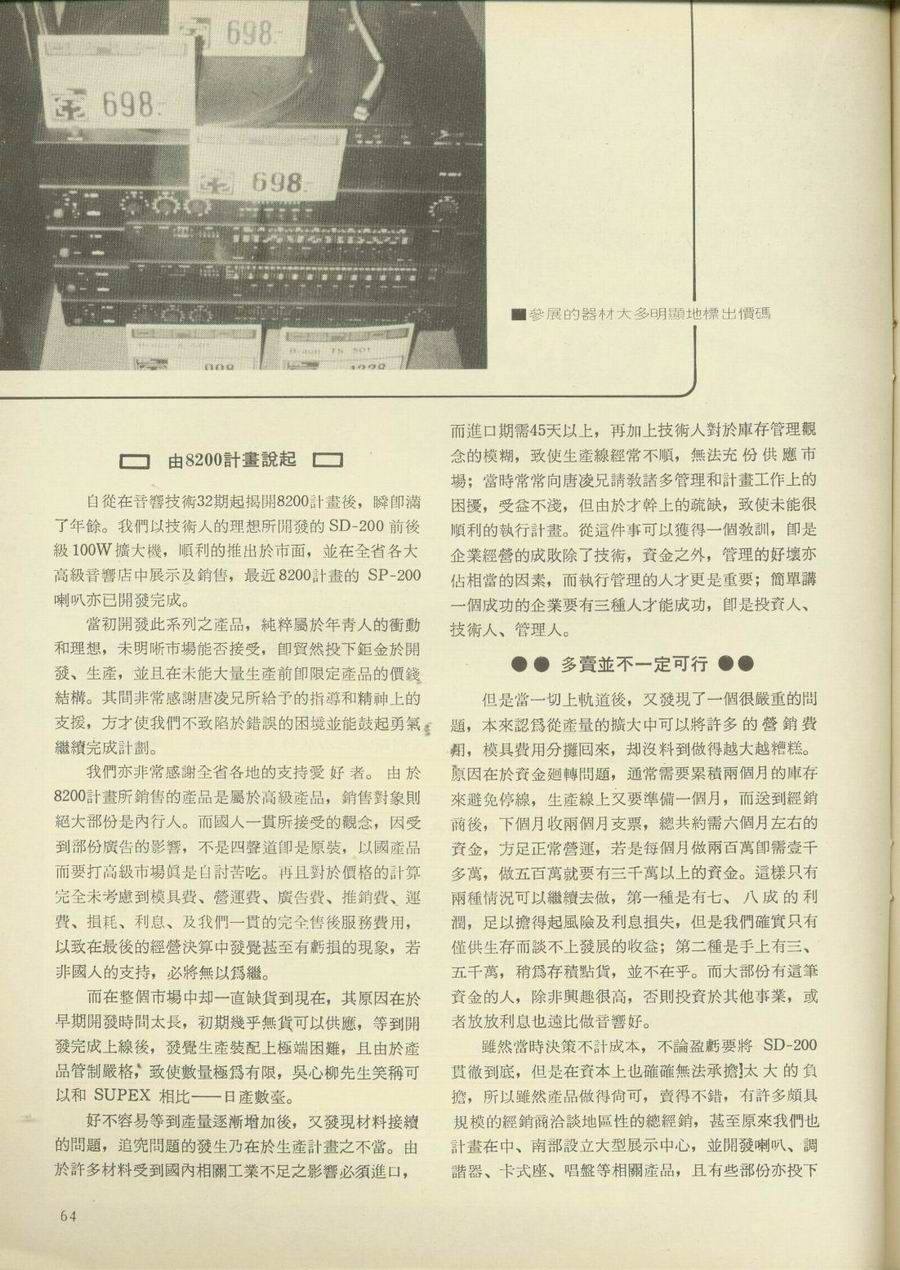 698.-
698.-
698.-
Braun TS 501
■參展的器材大多明顯地標出價碼
由8200計畫說起
自從在音響技術32期起揭開8200計畫後，瞬卽滿
了年餘。我們以技術人的理想所開發的 SD-200 前後
級 100W 擴大機，順利的推出於市面，並在全省各大
高級音響店中展示及銷售，最近8200計畫的 SP-200
喇叭亦已開發完成。
當初開發此系列之產品，純粹屬於年靑人的衝動
和理想，未明晰市場能否接受，卽貿然投下鉅金於開
發、生產，並且在未能大量生產前卽限定產品的價錢
結構。其間非常感謝唐凌兄所給予的指導和精神上的
支援，方才使我們不致陷於錯誤的困境並能鼓起勇氣
繼續完成計劃。
我們亦非常感謝全省各地的支持愛好者。由於
8200計畫所銷售的產品是屬於高級產品，銷售對象則
絕大部份是內行人。而國人一貫所接受的觀念，因受
到部份廣告的影響，不是四聲道卽是原裝，以國產品
而要打高級市場眞是自討苦吃。再且對於價格的計算
完全未考慮到模具費、營運費、廣告費、推銷費、運
費、損耗、利息、及我們一貫的完全售後服務費用，
以致在最後的經營決算中發覺甚至有虧損的現象，若
非國人的支持，必將無以爲繼。
而在整個市場中却一直缺貨到現在，其原因在於
早期開發時間太長，初期幾乎無貨可以供應，等到開
發完成上線後，發覺生產裝配上極端困難，且由於產
品管制嚴格，致使數量極爲有限，吳心柳先生笑稱可
以和 SUPEX 相比——日產數臺。
好不容易等到產量逐漸增加後，又發現材料接續
的問題，追究問題的發生乃在於生產計畫之不當。由
於許多材料受到國內相關工業不足之影響必須進口，
而進口期需45天以上，再加上技術人對於庫存管理觀
念的模糊，致使生產線經常不順，無法充份供應市
場；當時常常向唐凌兄請教諸多管理和計畫工作上的
困擾，受益不淺，但由於才幹上的疏缺，致使未能很
順利的執行計畫。從這件事可以獲得一個教訓，卽是
企業經營的成敗除了技術，資金之外，管理的好壞亦
佔相當的因素，而執行管理的人才更是重要；簡單講
一個成功的企業要有三種人才能成功，卽是投資人、
技術人、管理人。
●● 多賣並不一定可行 ●●
但是當一切上軌道後，又發現了一個很嚴重的問
題，本來認爲從產量的擴大中可以將許多的營銷費
用，模具費用分攤回來，却沒料到做得越大越糟糕。
原因在於資金廻轉問題，通常需要累積兩個月的庫存
來避免停線，生產線上又要準備一個月，而送到經銷
商後，下個月收兩個月支票，總共約需六個月左右的
資金，方足正常營運，若是每個月做兩百萬卽需壹千
多萬，做五百萬就要有三千萬以上的資金。這樣只有
兩種情況可以繼續去做，第一種是有七、八成的利
潤，足以擔得起風險及利息損失，但是我們確實只有
僅供生存而談不上發展的收益；第二種是手上有三、
五千萬，稍爲存積點貨，並不在乎。而大部份有這筆
資金的人，除非興趣很高，否則投資於其他事業，或
者放放利息也遠比做音響好。
雖然當時決策不計成本，不論盈虧要將 SD-200
貫徹到底，但是在資本上也確確無法承擔太大的負
擔，所以雖然產品做得尙可，賣得不錯，有許多頗具
規模的經銷商洽談地區性的總經銷，甚至原來我們也
計畫在中、南部設立大型展示中心，並開發喇叭、調
諧器、卡式座、唱盤等相關產品，且有些部份亦投下
64